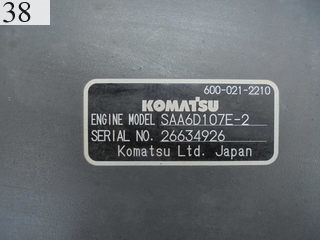 38
600-021-2210
KOMATSU
ENGINE MODEL SAA6D107E-2
SERIAL NO. 26634926
Komatsu Ltd. Japan